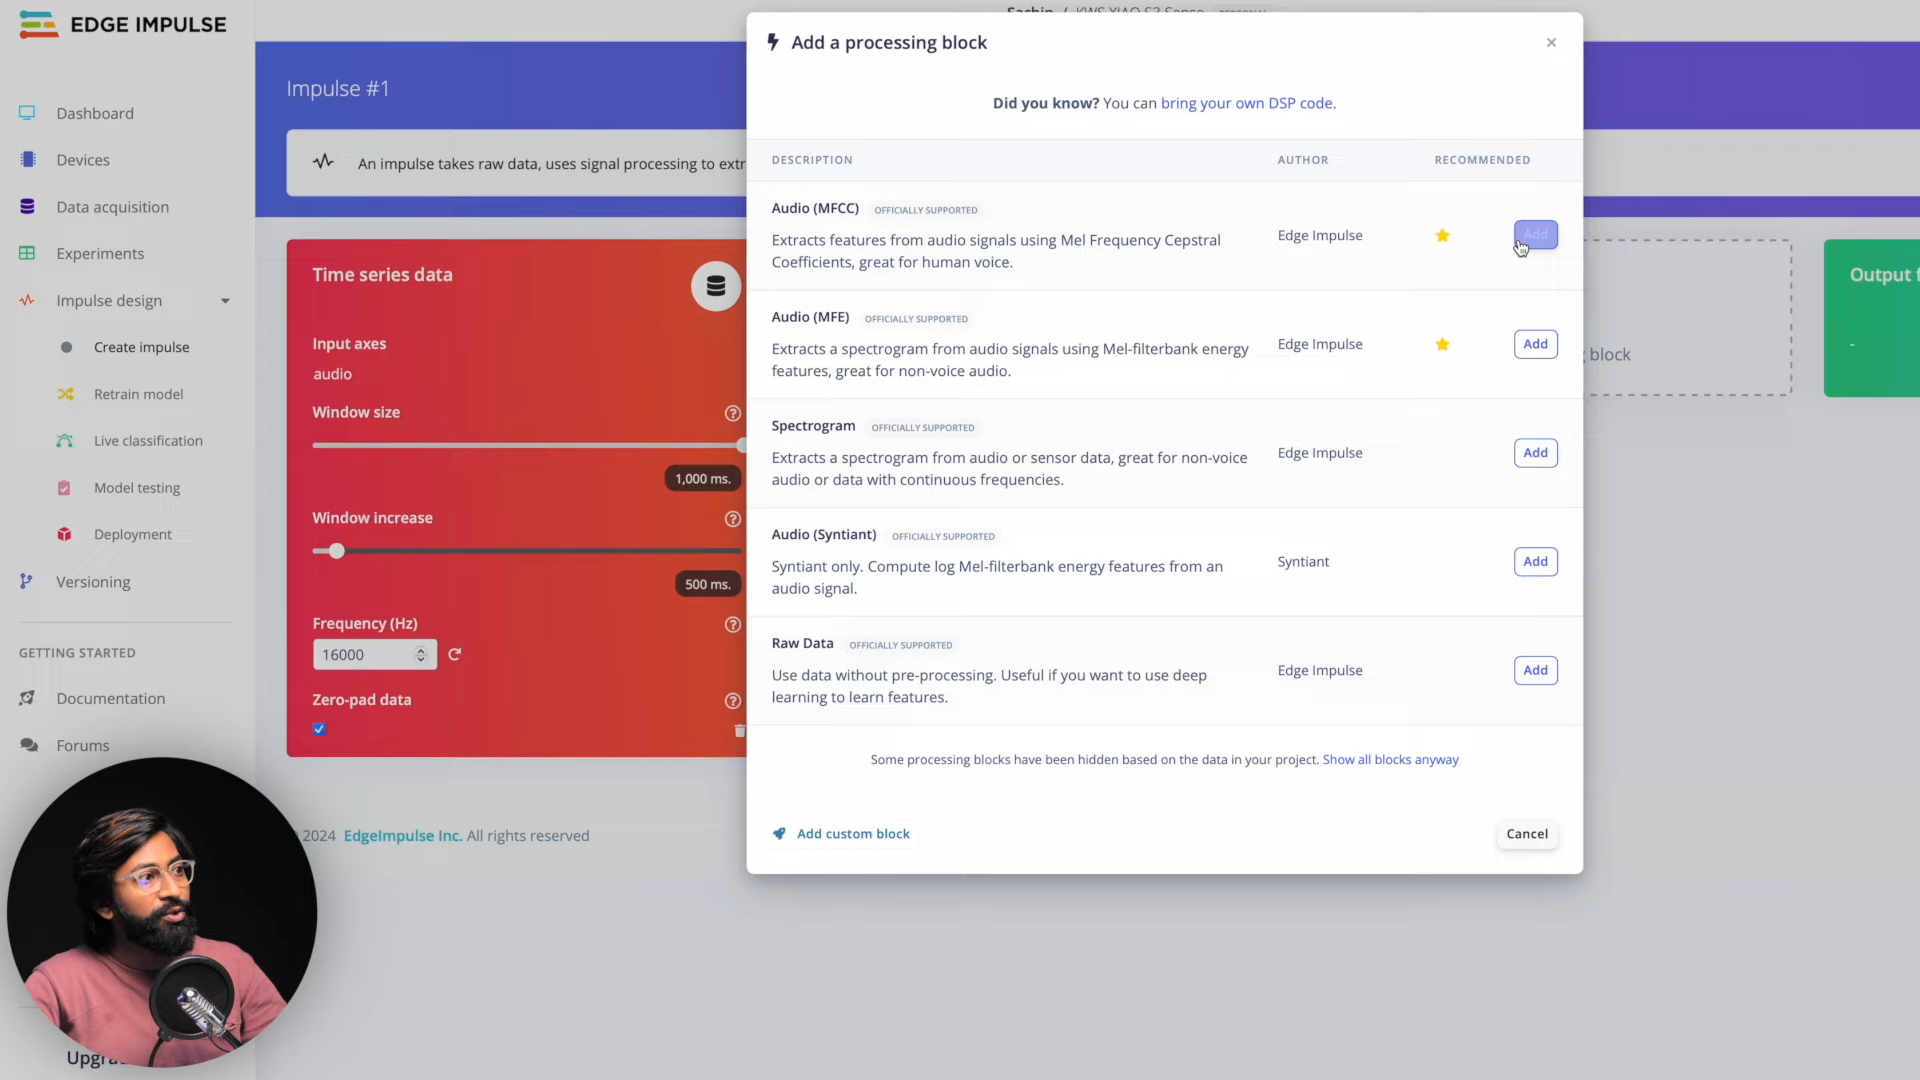 EDGE IMPULSE
Sachin / KWS XIAO S3 Sense PERSONAL
Dashboard
Devices
Data acquisition
Experiments
Impulse design
Create impulse
Retrain model
Live classification
Model testing
Deployment
Versioning
GETTING STARTED
Documentation
Forums
Impulse #1
An impulse takes raw data, uses signal processing to extr
Time series data
Input axes
audio
Window size
1,000 ms.
Window increase
500 ms.
Frequency (Hz)
16000
Zero-pad data
2024 EdgeImpulse Inc. All rights reserved
Add a processing block
×
Did you know? You can bring your own DSP code.
DESCRIPTION AUTHOR RECOMMENDED
Audio (MFCC) OFFICIALLY SUPPORTED
Extracts features from audio signals using Mel Frequency Cepstral
Coefficients, great for human voice.
Edge Impulse
Add
Audio (MFE) OFFICIALLY SUPPORTED
Extracts a spectrogram from audio signals using Mel-filterbank energy
features, great for non-voice audio.
Edge Impulse
Add
Spectrogram OFFICIALLY SUPPORTED
Extracts a spectrogram from audio or sensor data, great for non-voice
audio or data with continuous frequencies.
Edge Impulse
Add
Audio (Syntiant) OFFICIALLY SUPPORTED
Syntiant only. Compute log Mel-filterbank energy features from an
audio signal.
Syntiant
Add
Raw Data OFFICIALLY SUPPORTED
Use data without pre-processing. Useful if you want to use deep
learning to learn features.
Edge Impulse
Add
Some processing blocks have been hidden based on the data in your project. Show all blocks anyway
Add custom block
Cancel
block
Output f
-